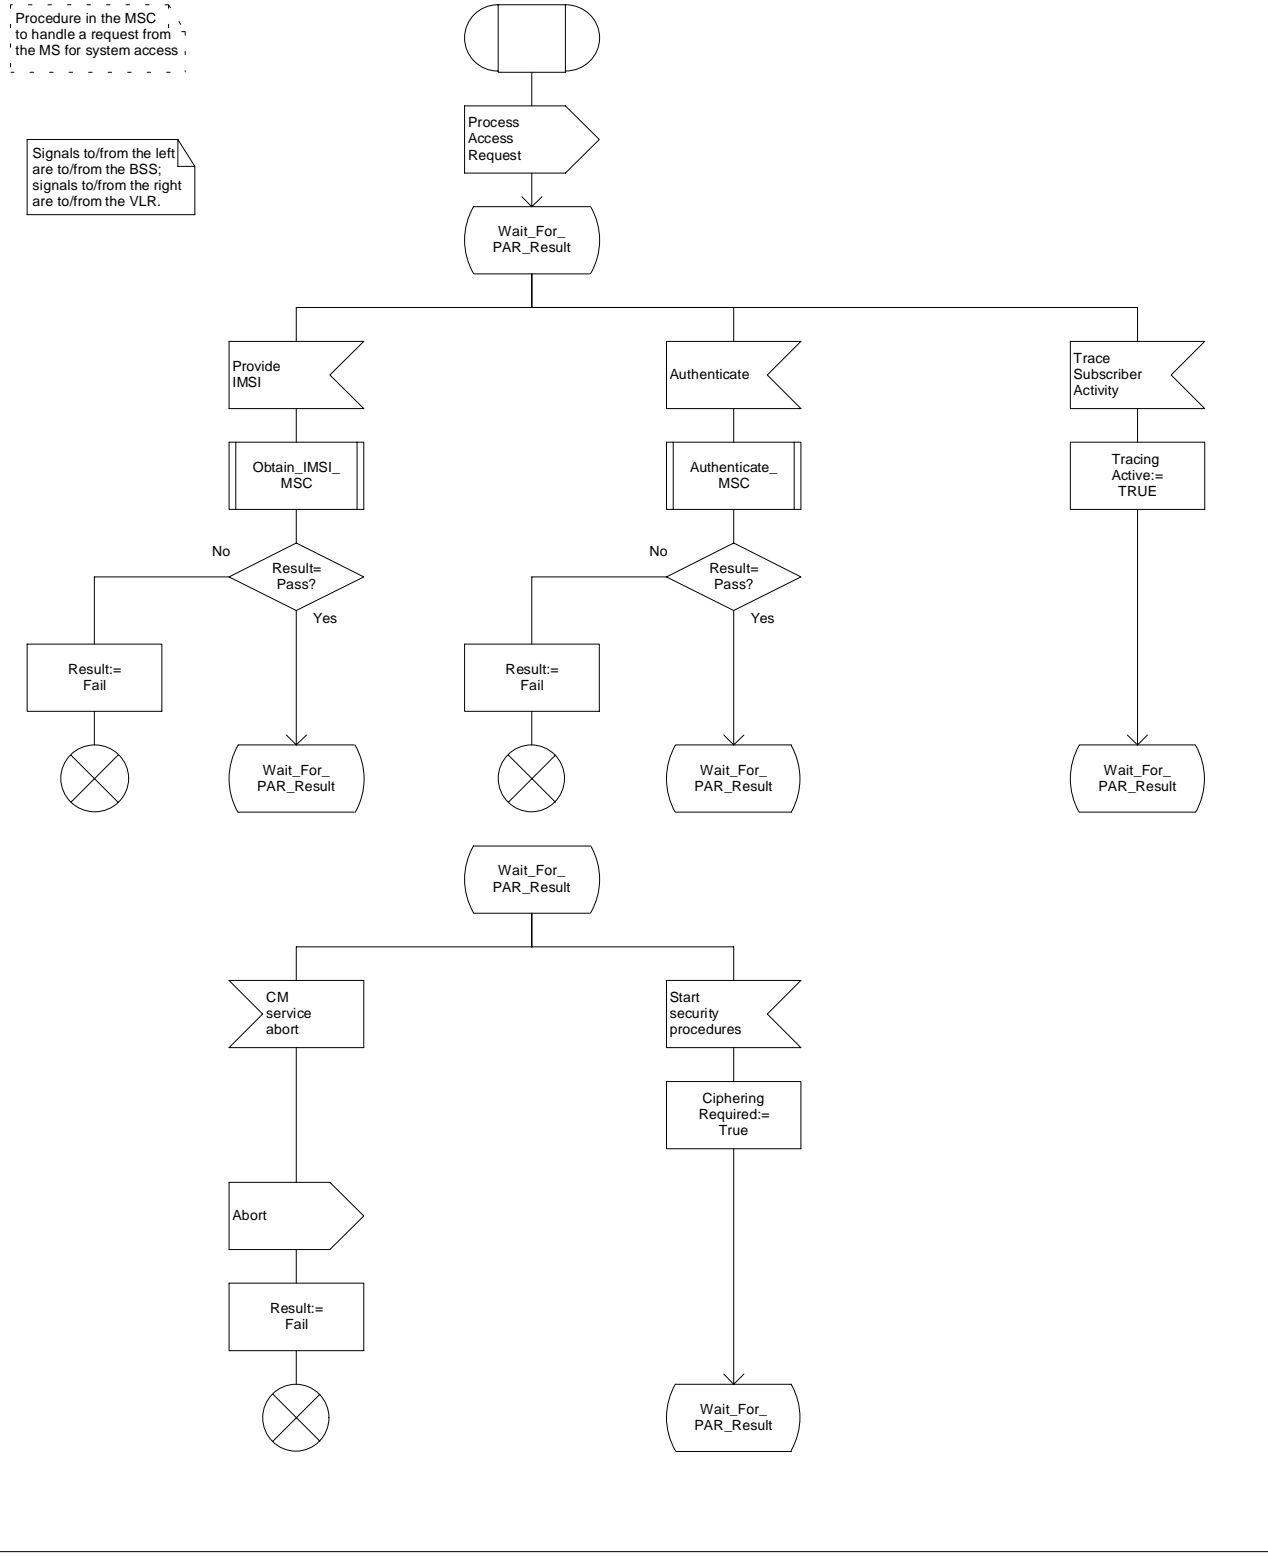 Procedure in the MSC
to handle a request from
the MS for system access
Process
Access
Request
Signals to/from the left
are to/from the BSS;
signals to/from the right
are to/from the VLR.
Wait_For_
PAR_Result
Provide
IMSI
Authenticate
Trace
Subscriber
Activity
Obtain_IMSI_
MSC
Authenticate_
MSC
Tracing
Active:=
TRUE
No
Result=
Pass?
Yes
No
Result=
Pass?
Yes
Result:=
Fail
Result:=
Fail
Wait_For_
PAR_Result
Wait_For_
PAR_Result
Wait_For_
PAR_Result
Wait_For_
PAR_Result
CM
service
abort
Start
security
procedures
Ciphering
Required:=
True
Abort
Result:=
Fail
Wait_For_
PAR_Result